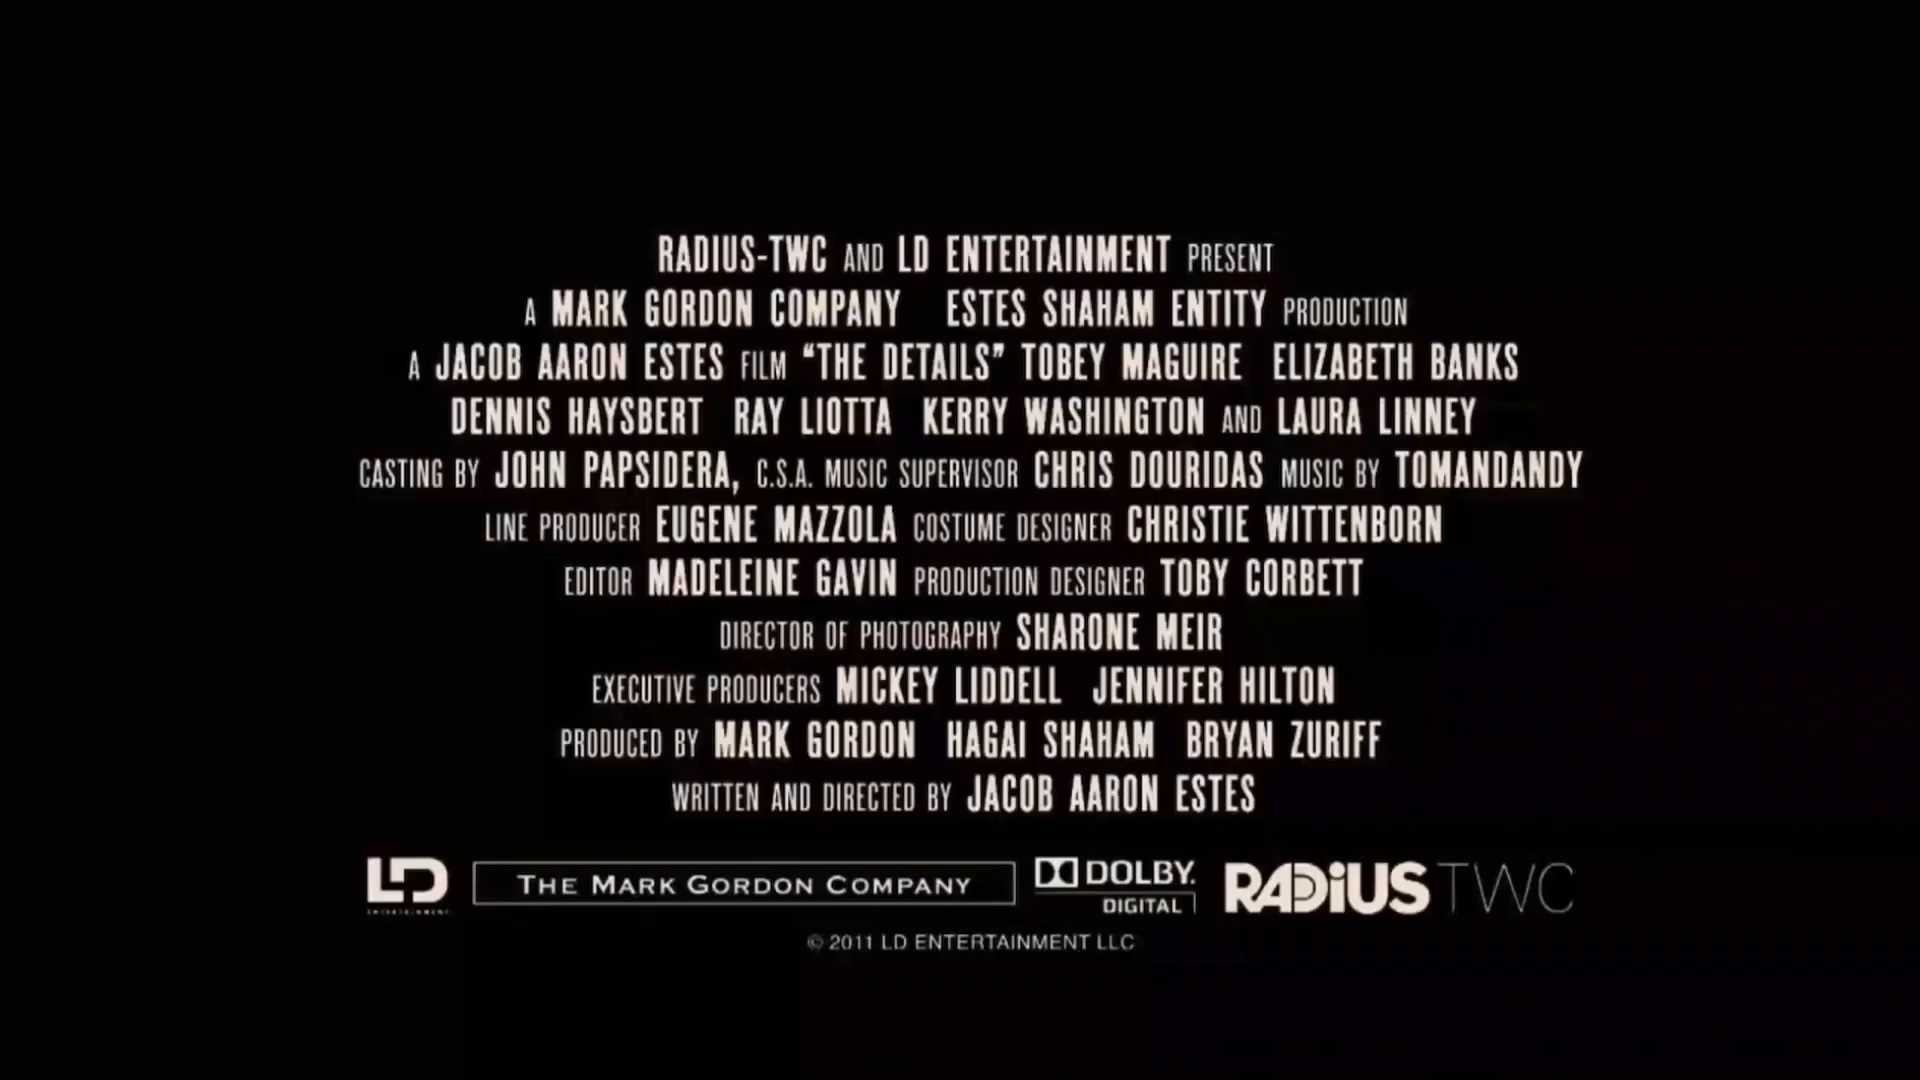 RADIUS-TWC AND LD ENTERTAINMENT PRESENT
A MARK GORDON COMPANY ESTES SHAHAM ENTITY PRODUCTION
A JACOB AARON ESTES FILM “THE DETAILS” TOBEY MAGUIRE ELIZABETH BANKS
DENNIS HAYSBERT RAY LIOTTA KERRY WASHINGTON AND LAURA LINNEY
CASTING BY JOHN PAPSIDERA, C.S.A. MUSIC SUPERVISOR CHRIS DOURIDAS MUSIC BY TOMANDANDY
LINE PRODUCER EUGENE MAZZOLA COSTUME DESIGNER CHRISTIE WITTENBORN
EDITOR MADELEINE GAVIN PRODUCTION DESIGNER TOBY CORBETT
DIRECTOR OF PHOTOGRAPHY SHARONE MEIR
EXECUTIVE PRODUCERS MICKEY LIDDELL JENNIFER HILTON
PRODUCED BY MARK GORDON HAGAI SHAHAM BRYAN ZURIFF
WRITTEN AND DIRECTED BY JACOB AARON ESTES
LD ENTERTAINMENT THE MARK GORDON COMPANY DOLBY. DIGITAL RADiUS TWC
© 2011 LD ENTERTAINMENT LLC